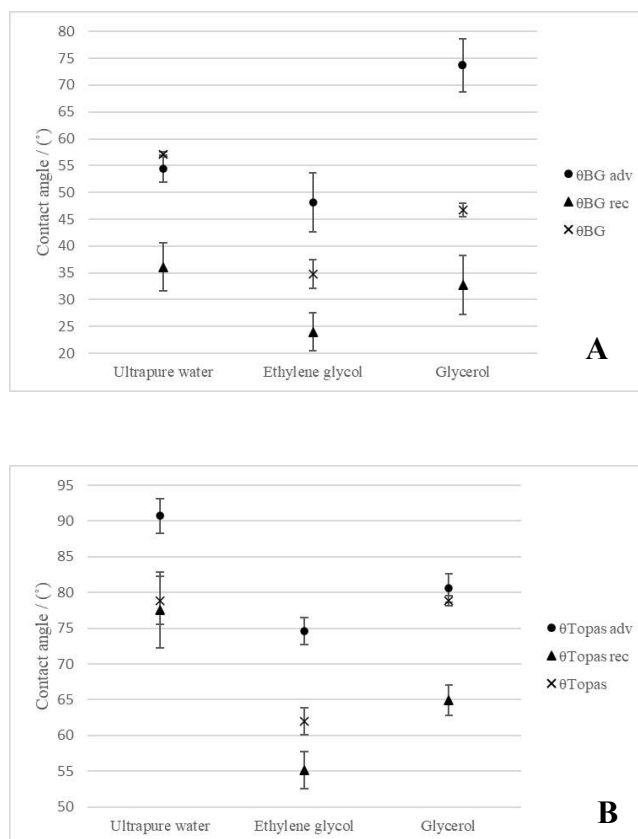 80
75
70
65
60
55
50
45
40
35
30
25
20
Contact angle / (˚)
Ultrapure water Ethylene glycol Glycerol
θBG adv
θBG rec
θBG
A
95
90
85
80
75
70
65
60
55
50
Contact angle / (˚)
Ultrapure water Ethylene glycol Glycerol
θTopas adv
θTopas rec
θTopas
B